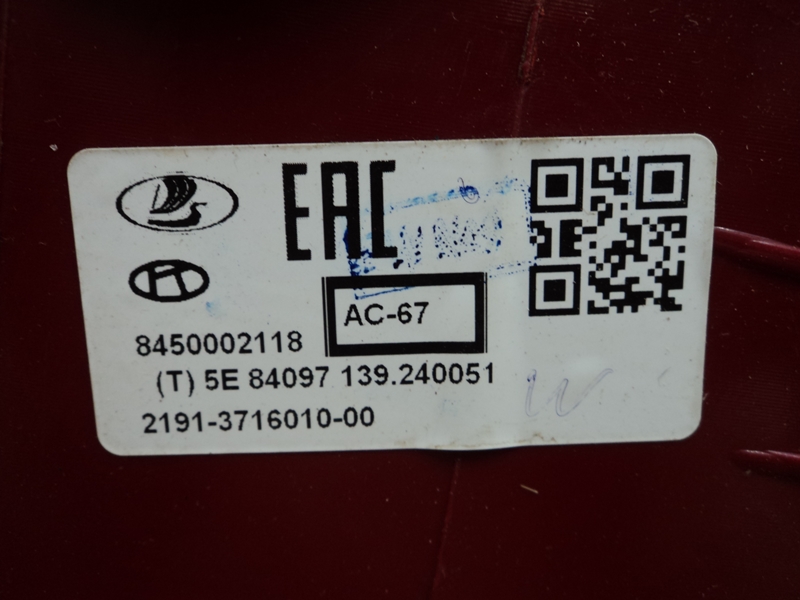 EAC
AC-67
8450002118
(T) 5E 84097 139.240051
2191-3716010-00